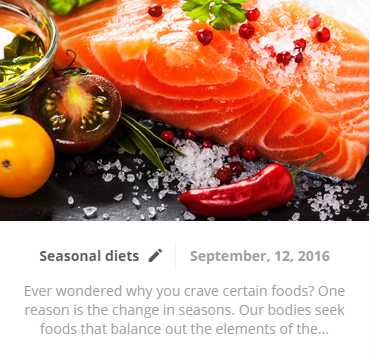 Seasonal diets September, 12, 2016
Ever wondered why you crave certain foods? One
reason is the change in seasons. Our bodies seek
foods that balance out the elements of the...